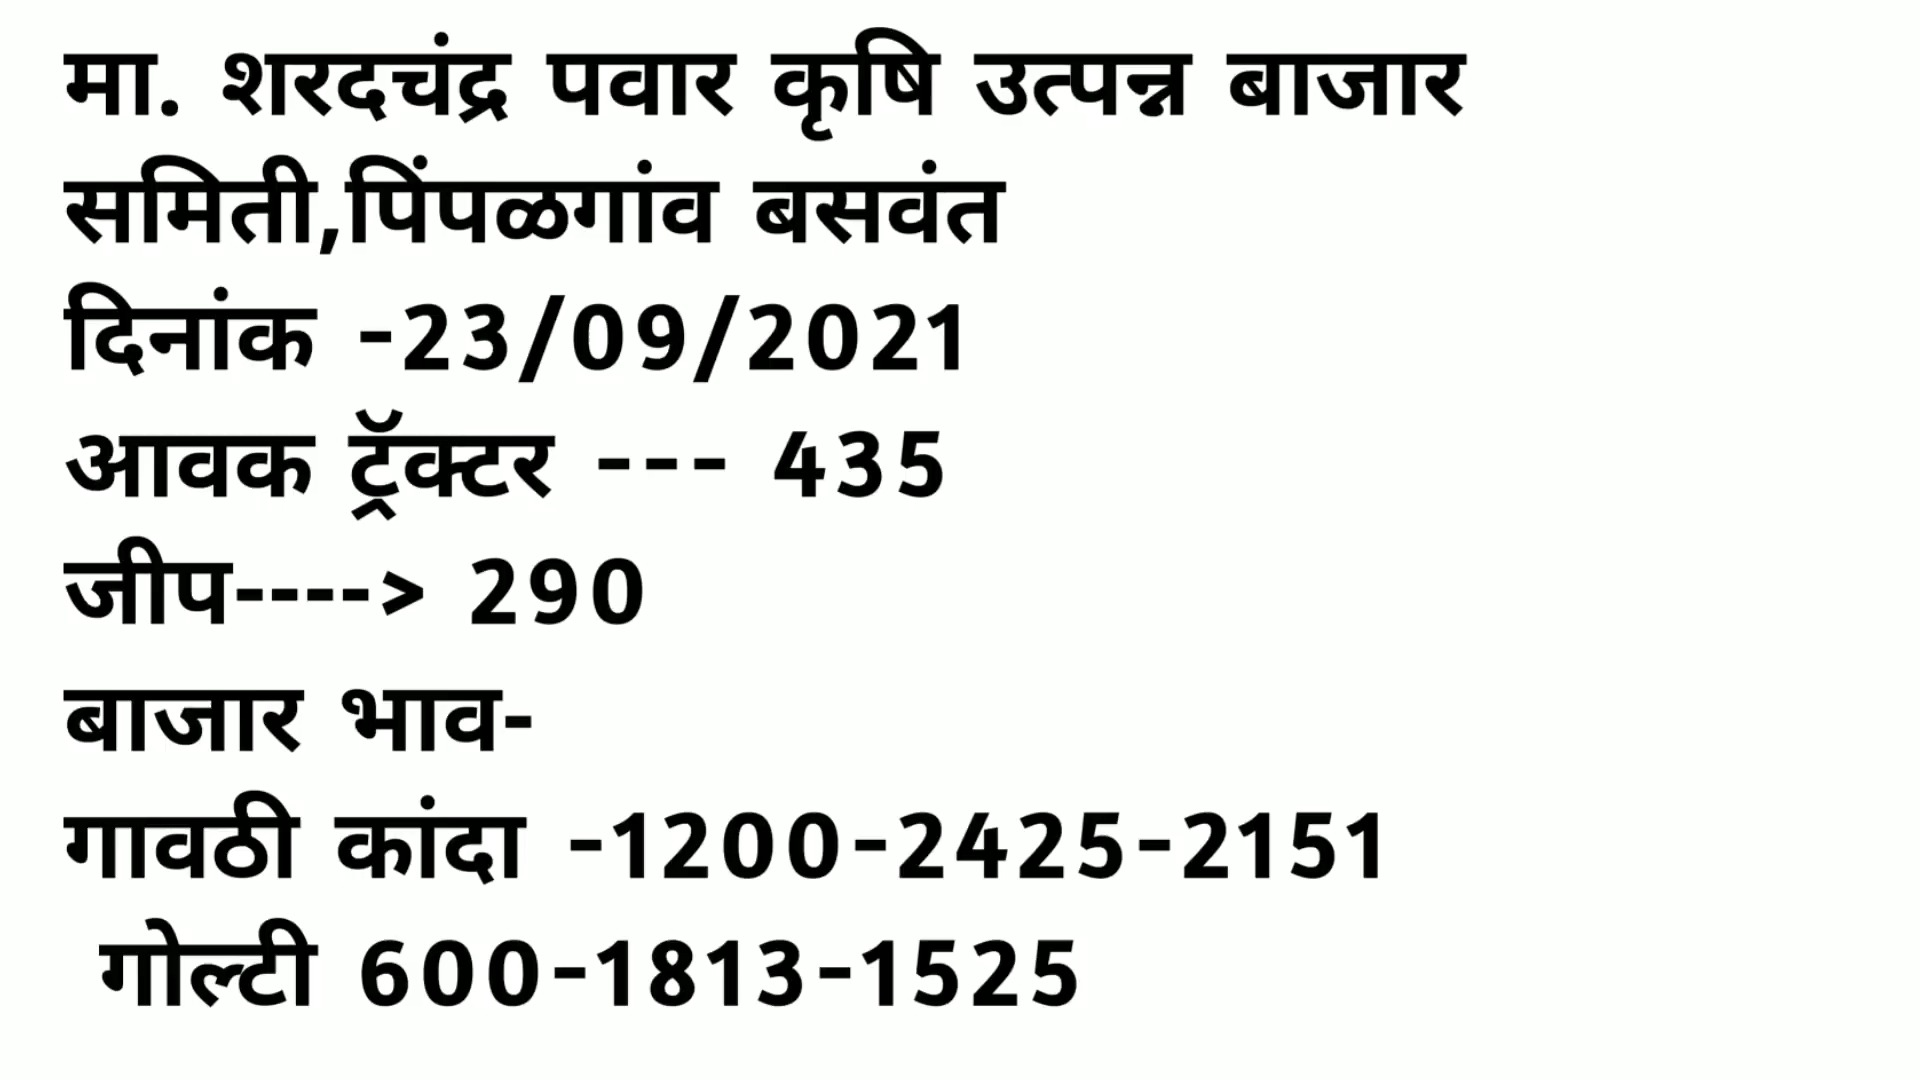 मा. शरदचंद्र पवार कृषि उत्पन्न बाजार
समिती,पिंपळगांव बसवंत
दिनांक -23/09/2021
आवक ट्रॅक्टर --- 435
जीप----> 290
बाजार भाव-
गावठी कांदा -1200-2425-2151
गोल्टी 600-1813-1525